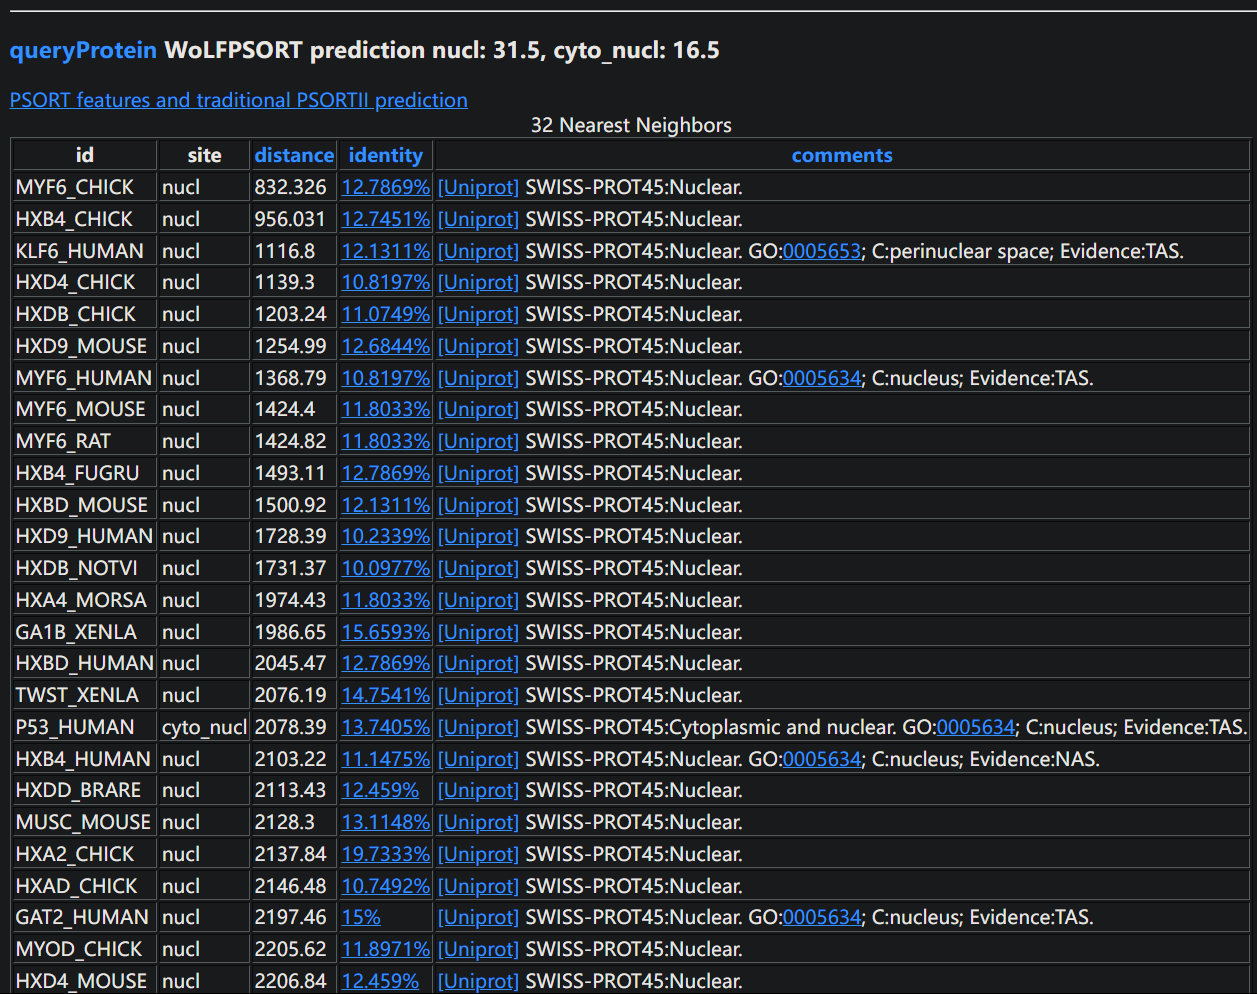 queryProtein WoLFPSORT prediction nucl: 31.5, cyto_nucl: 16.5
PSORT features and traditional PSORTII prediction
32 Nearest Neighbors
id site distance identity comments
MYF6_CHICK nucl 832.326 12.7869% [Uniprot] SWISS-PROT45:Nuclear.
HXB4_CHICK nucl 956.031 12.7451% [Uniprot] SWISS-PROT45:Nuclear.
KLF6_HUMAN nucl 1116.8 12.1311% [Uniprot] SWISS-PROT45:Nuclear. GO:0005653; C:perinuclear space; Evidence:TAS.
HXD4_CHICK nucl 1139.3 10.8197% [Uniprot] SWISS-PROT45:Nuclear.
HXDB_CHICK nucl 1203.24 11.0749% [Uniprot] SWISS-PROT45:Nuclear.
HXD9_MOUSE nucl 1254.99 12.6844% [Uniprot] SWISS-PROT45:Nuclear.
MYF6_HUMAN nucl 1368.79 10.8197% [Uniprot] SWISS-PROT45:Nuclear. GO:0005634; C:nucleus; Evidence:TAS.
MYF6_MOUSE nucl 1424.4 11.8033% [Uniprot] SWISS-PROT45:Nuclear.
MYF6_RAT nucl 1424.82 11.8033% [Uniprot] SWISS-PROT45:Nuclear.
HXB4_FUGRU nucl 1493.11 12.7869% [Uniprot] SWISS-PROT45:Nuclear.
HXBD_MOUSE nucl 1500.92 12.1311% [Uniprot] SWISS-PROT45:Nuclear.
HXD9_HUMAN nucl 1728.39 10.2339% [Uniprot] SWISS-PROT45:Nuclear.
HXDB_NOTVI nucl 1731.37 10.0977% [Uniprot] SWISS-PROT45:Nuclear.
HXA4_MORSA nucl 1974.43 11.8033% [Uniprot] SWISS-PROT45:Nuclear.
GA1B_XENLA nucl 1986.65 15.6593% [Uniprot] SWISS-PROT45:Nuclear.
HXBD_HUMAN nucl 2045.47 12.7869% [Uniprot] SWISS-PROT45:Nuclear.
TWST_XENLA nucl 2076.19 14.7541% [Uniprot] SWISS-PROT45:Nuclear.
P53_HUMAN cyto_nucl 2078.39 13.7405% [Uniprot] SWISS-PROT45:Cytoplasmic and nuclear. GO:0005634; C:nucleus; Evidence:TAS.
HXB4_HUMAN nucl 2103.22 11.1475% [Uniprot] SWISS-PROT45:Nuclear. GO:0005634; C:nucleus; Evidence:NAS.
HXDD_BRARE nucl 2113.43 12.459% [Uniprot] SWISS-PROT45:Nuclear.
MUSC_MOUSE nucl 2128.3 13.1148% [Uniprot] SWISS-PROT45:Nuclear.
HXA2_CHICK nucl 2137.84 19.7333% [Uniprot] SWISS-PROT45:Nuclear.
HXAD_CHICK nucl 2146.48 10.7492% [Uniprot] SWISS-PROT45:Nuclear.
GAT2_HUMAN nucl 2197.46 15% [Uniprot] SWISS-PROT45:Nuclear. GO:0005634; C:nucleus; Evidence:TAS.
MYOD_CHICK nucl 2205.62 11.8971% [Uniprot] SWISS-PROT45:Nuclear.
HXD4_MOUSE nucl 2206.84 12.459% [Uniprot] SWISS-PROT45:Nuclear.